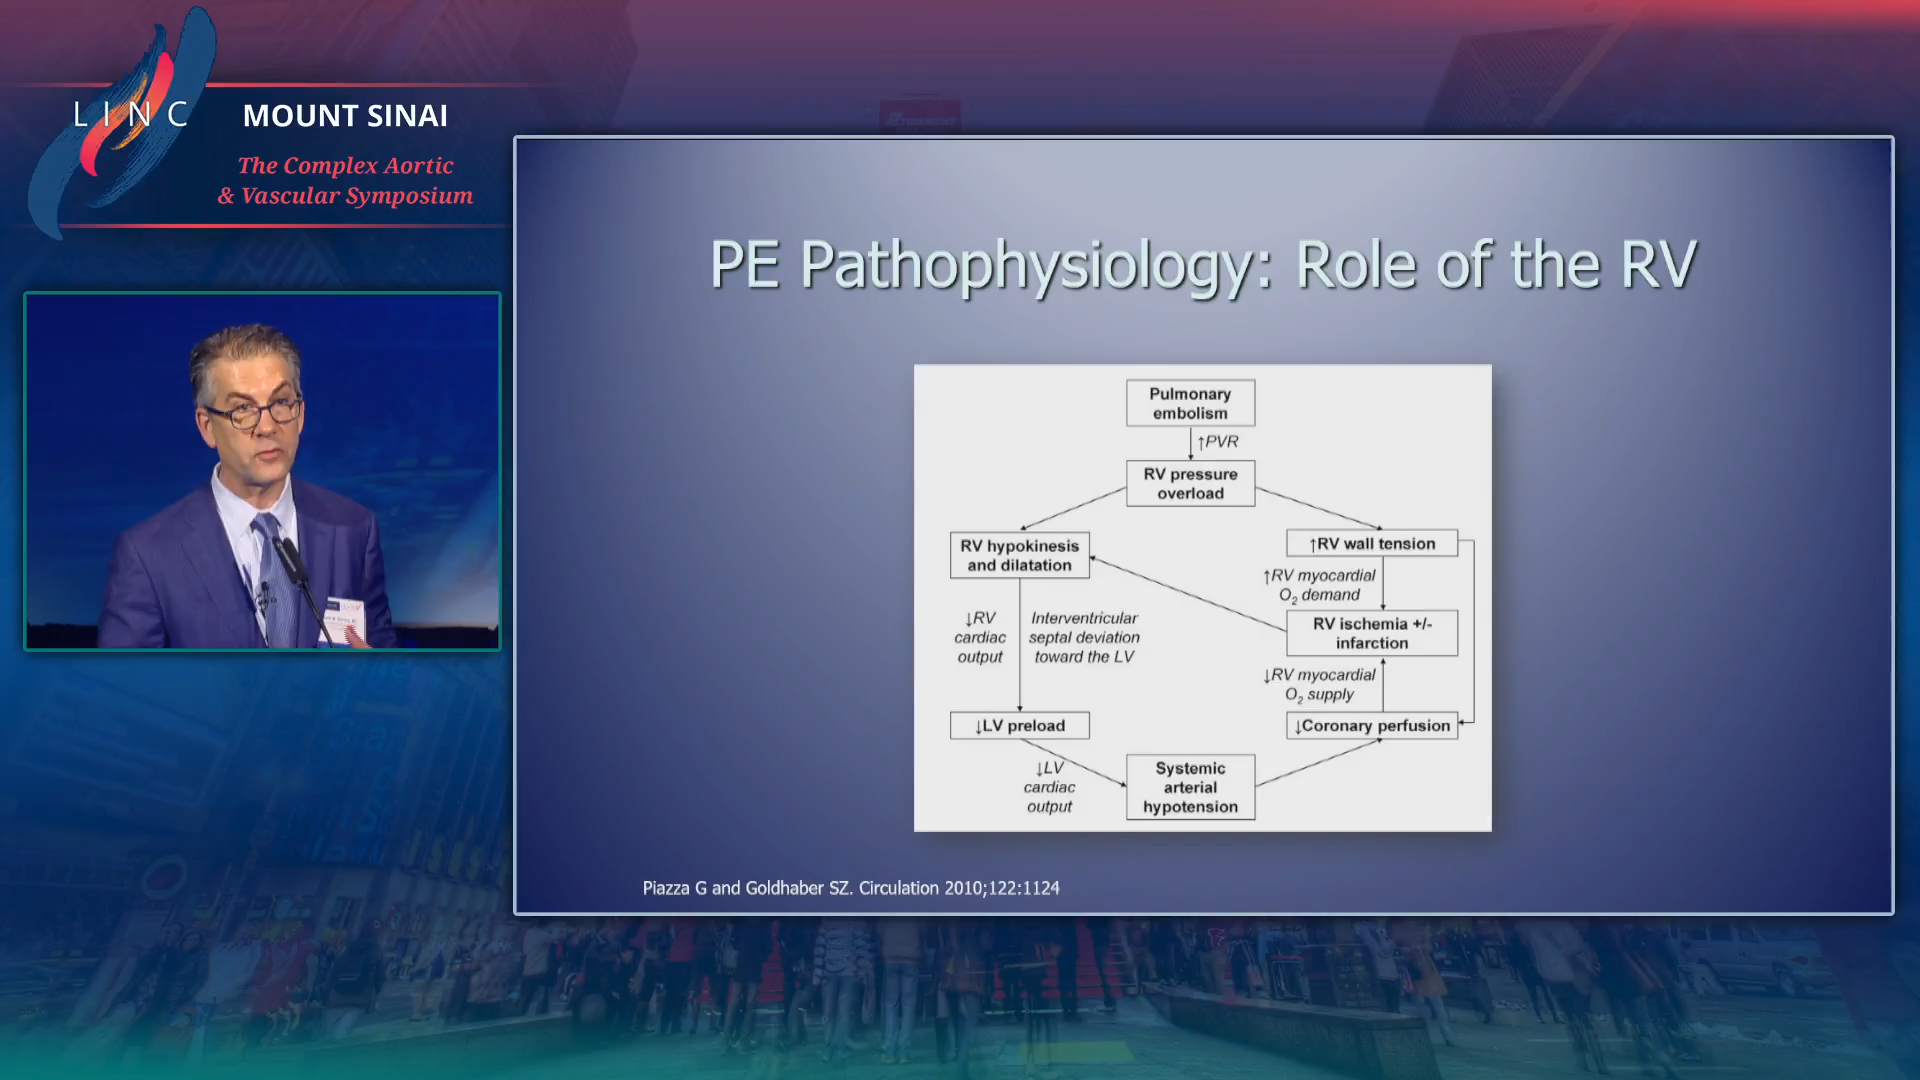 LINC
MOUNT SINAI
The Complex Aortic
& Vascular Symposium
PE Pathophysiology: Role of the RV
Pulmonary
embolism
↑PVR
RV pressure
overload
RV hypokinesis
and dilatation
↑RV wall tension
↑RV myocardial
O2 demand
RV ischemia +/-
infarction
↓RV
cardiac
output
Interventricular
septal deviation
toward the LV
↓RV myocardial
O2 supply
↓LV preload
↓Coronary perfusion
↓LV
cardiac
output
Systemic
arterial
hypotension
Piazza G and Goldhaber SZ. Circulation 2010;122:1124